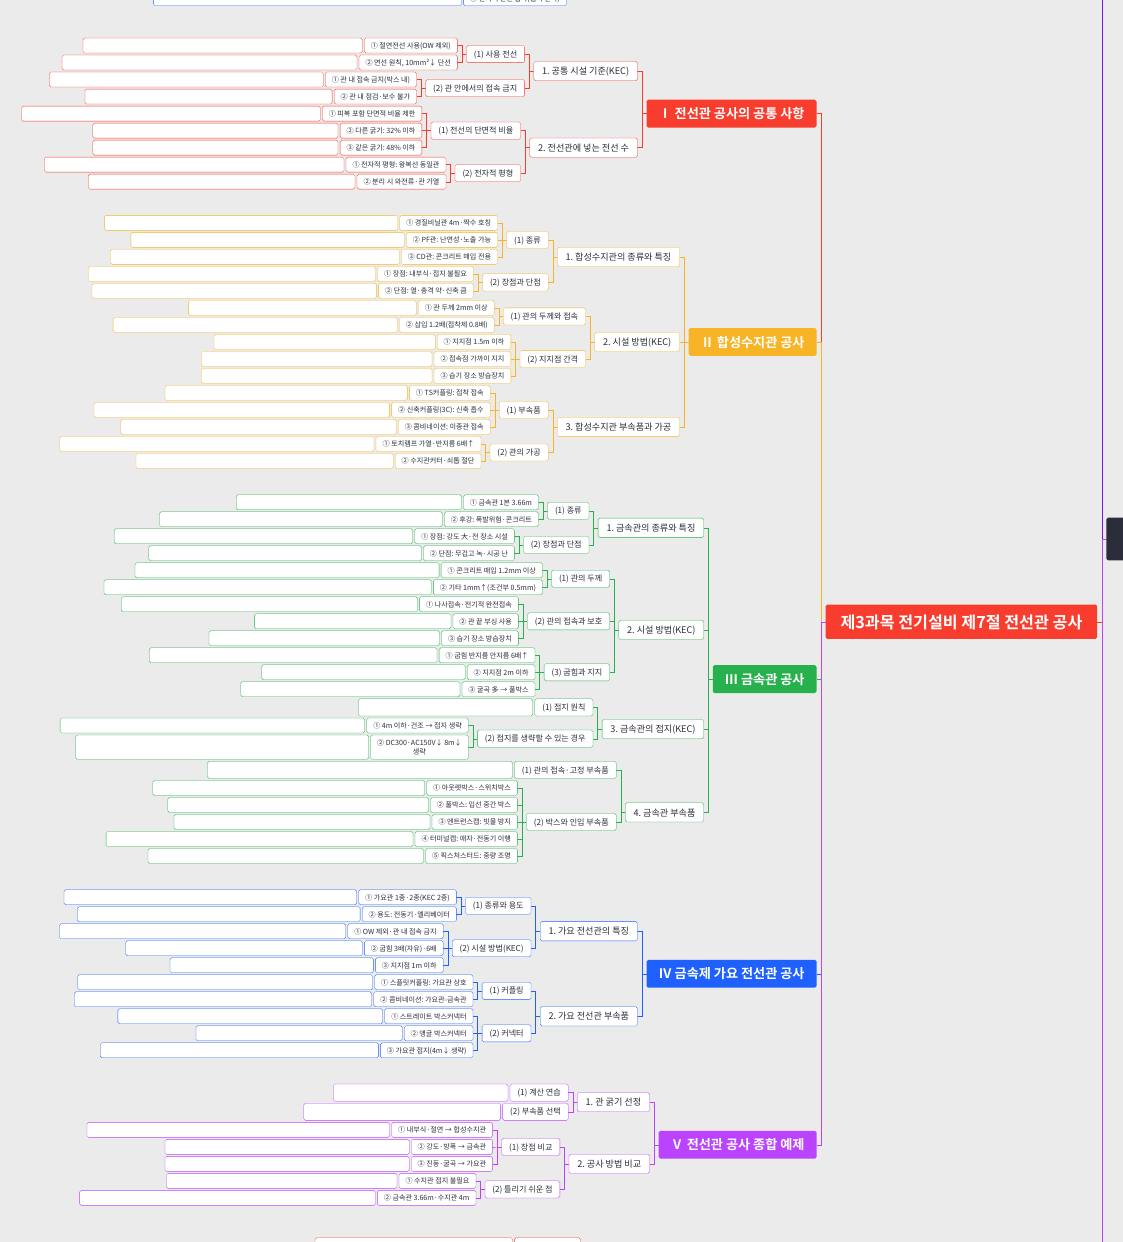 제3과목 전기설비 제7절 전선관 공사
Ⅰ 전선관 공사의 공통 사항
1. 공통 시설 기준(KEC)
(1) 사용 전선
① 절연전선 사용(OW 제외)
② 연선 원칙, 10mm²↓ 단선
(2) 관 안에서의 접속 금지
① 관 내 접속 금지(박스 내)
② 관 내 점검·보수 불가
2. 전선관에 넣는 전선 수
(1) 전선의 단면적 비율
① 피복 포함 단면적 비율 제한
② 다른 굵기: 32% 이하
③ 같은 굵기: 48% 이하
(2) 전자적 평형
① 전자적 평형: 왕복선 동일관
② 분리 시 와전류·관 가열
Ⅱ 합성수지관 공사
1. 합성수지관의 종류와 특징
(1) 종류
① 경질비닐관 4m·짝수 호칭
② PF관: 난연성·노출 가능
③ CD관: 콘크리트 매입 전용
(2) 장점과 단점
① 장점: 내부식·접지 불필요
② 단점: 열·충격 약·신축 큼
2. 시설 방법(KEC)
(1) 관의 두께와 접속
① 관 두께 2mm 이상
② 삽입 1.2배(접착제 0.8배)
(2) 지지점 간격
① 지지점 1.5m 이하
② 접속점 가까이 지지
③ 습기 장소 방습장치
3. 합성수지관 부속품과 가공
(1) 부속품
① TS커플링: 접착 접속
② 신축커플링(3C): 신축 흡수
③ 콤비네이션: 이종관 접속
(2) 관의 가공
① 토치램프 가열·반지름 6배↑
② 수지관커터·쇠톱 절단
Ⅲ 금속관 공사
1. 금속관의 종류와 특징
(1) 종류
① 금속관 1본 3.66m
② 후강: 폭발위험·콘크리트
(2) 장점과 단점
① 장점: 강도 大·전 장소 시설
② 단점: 무겁고 녹·시공 난
2. 시설 방법(KEC)
(1) 관의 두께
① 콘크리트 매입 1.2mm 이상
② 기타 1mm↑(조건부 0.5mm)
(2) 관의 접속과 보호
① 나사접속·전기적 완전접속
② 관 끝 부싱 사용
③ 습기 장소 방습장치
(3) 굽힘과 지지
① 굽힘 반지름 안지름 6배↑
② 지지점 2m 이하
③ 굴곡 多 → 풀박스
3. 금속관의 접지(KEC)
(1) 접지 원칙
(2) 접지를 생략할 수 있는 경우
① 4m 이하·건조 → 접지 생략
② DC300·AC150V↓ 8m↓
생략
4. 금속관 부속품
(1) 관의 접속·고정 부속품
(2) 박스와 인입 부속품
① 아웃렛박스·스위치박스
② 풀박스: 입선 중간 박스
③ 엔트런스캡: 빗물 방지
④ 터미널캡: 애자·전동기 이행
⑤ 픽스처스터드: 중량 조명
Ⅳ 금속제 가요 전선관 공사
1. 가요 전선관의 특징
(1) 종류와 용도
① 가요관 1종·2종(KEC 2종)
② 용도: 전동기·엘리베이터
(2) 시설 방법(KEC)
① OW 제외·관 내 접속 금지
② 굽힘 3배(자유)·6배
③ 지지점 1m 이하
2. 가요 전선관 부속품
(1) 커플링
① 스플릿커플링: 가요관 상호
② 콤비네이션: 가요관-금속관
(2) 커넥터
① 스트레이트 박스커넥터
② 앵글 박스커넥터
③ 가요관 접지(4m↓ 생략)
Ⅴ 전선관 공사 종합 예제
1. 관 굵기 선정
(1) 계산 연습
(2) 부속품 선택
2. 공사 방법 비교
(1) 장점 비교
① 내부식·절연 → 합성수지관
② 강도·방폭 → 금속관
③ 진동·굴곡 → 가요관
(2) 틀리기 쉬운 점
① 수지관 접지 불필요
② 금속관 3.66m·수지관 4m